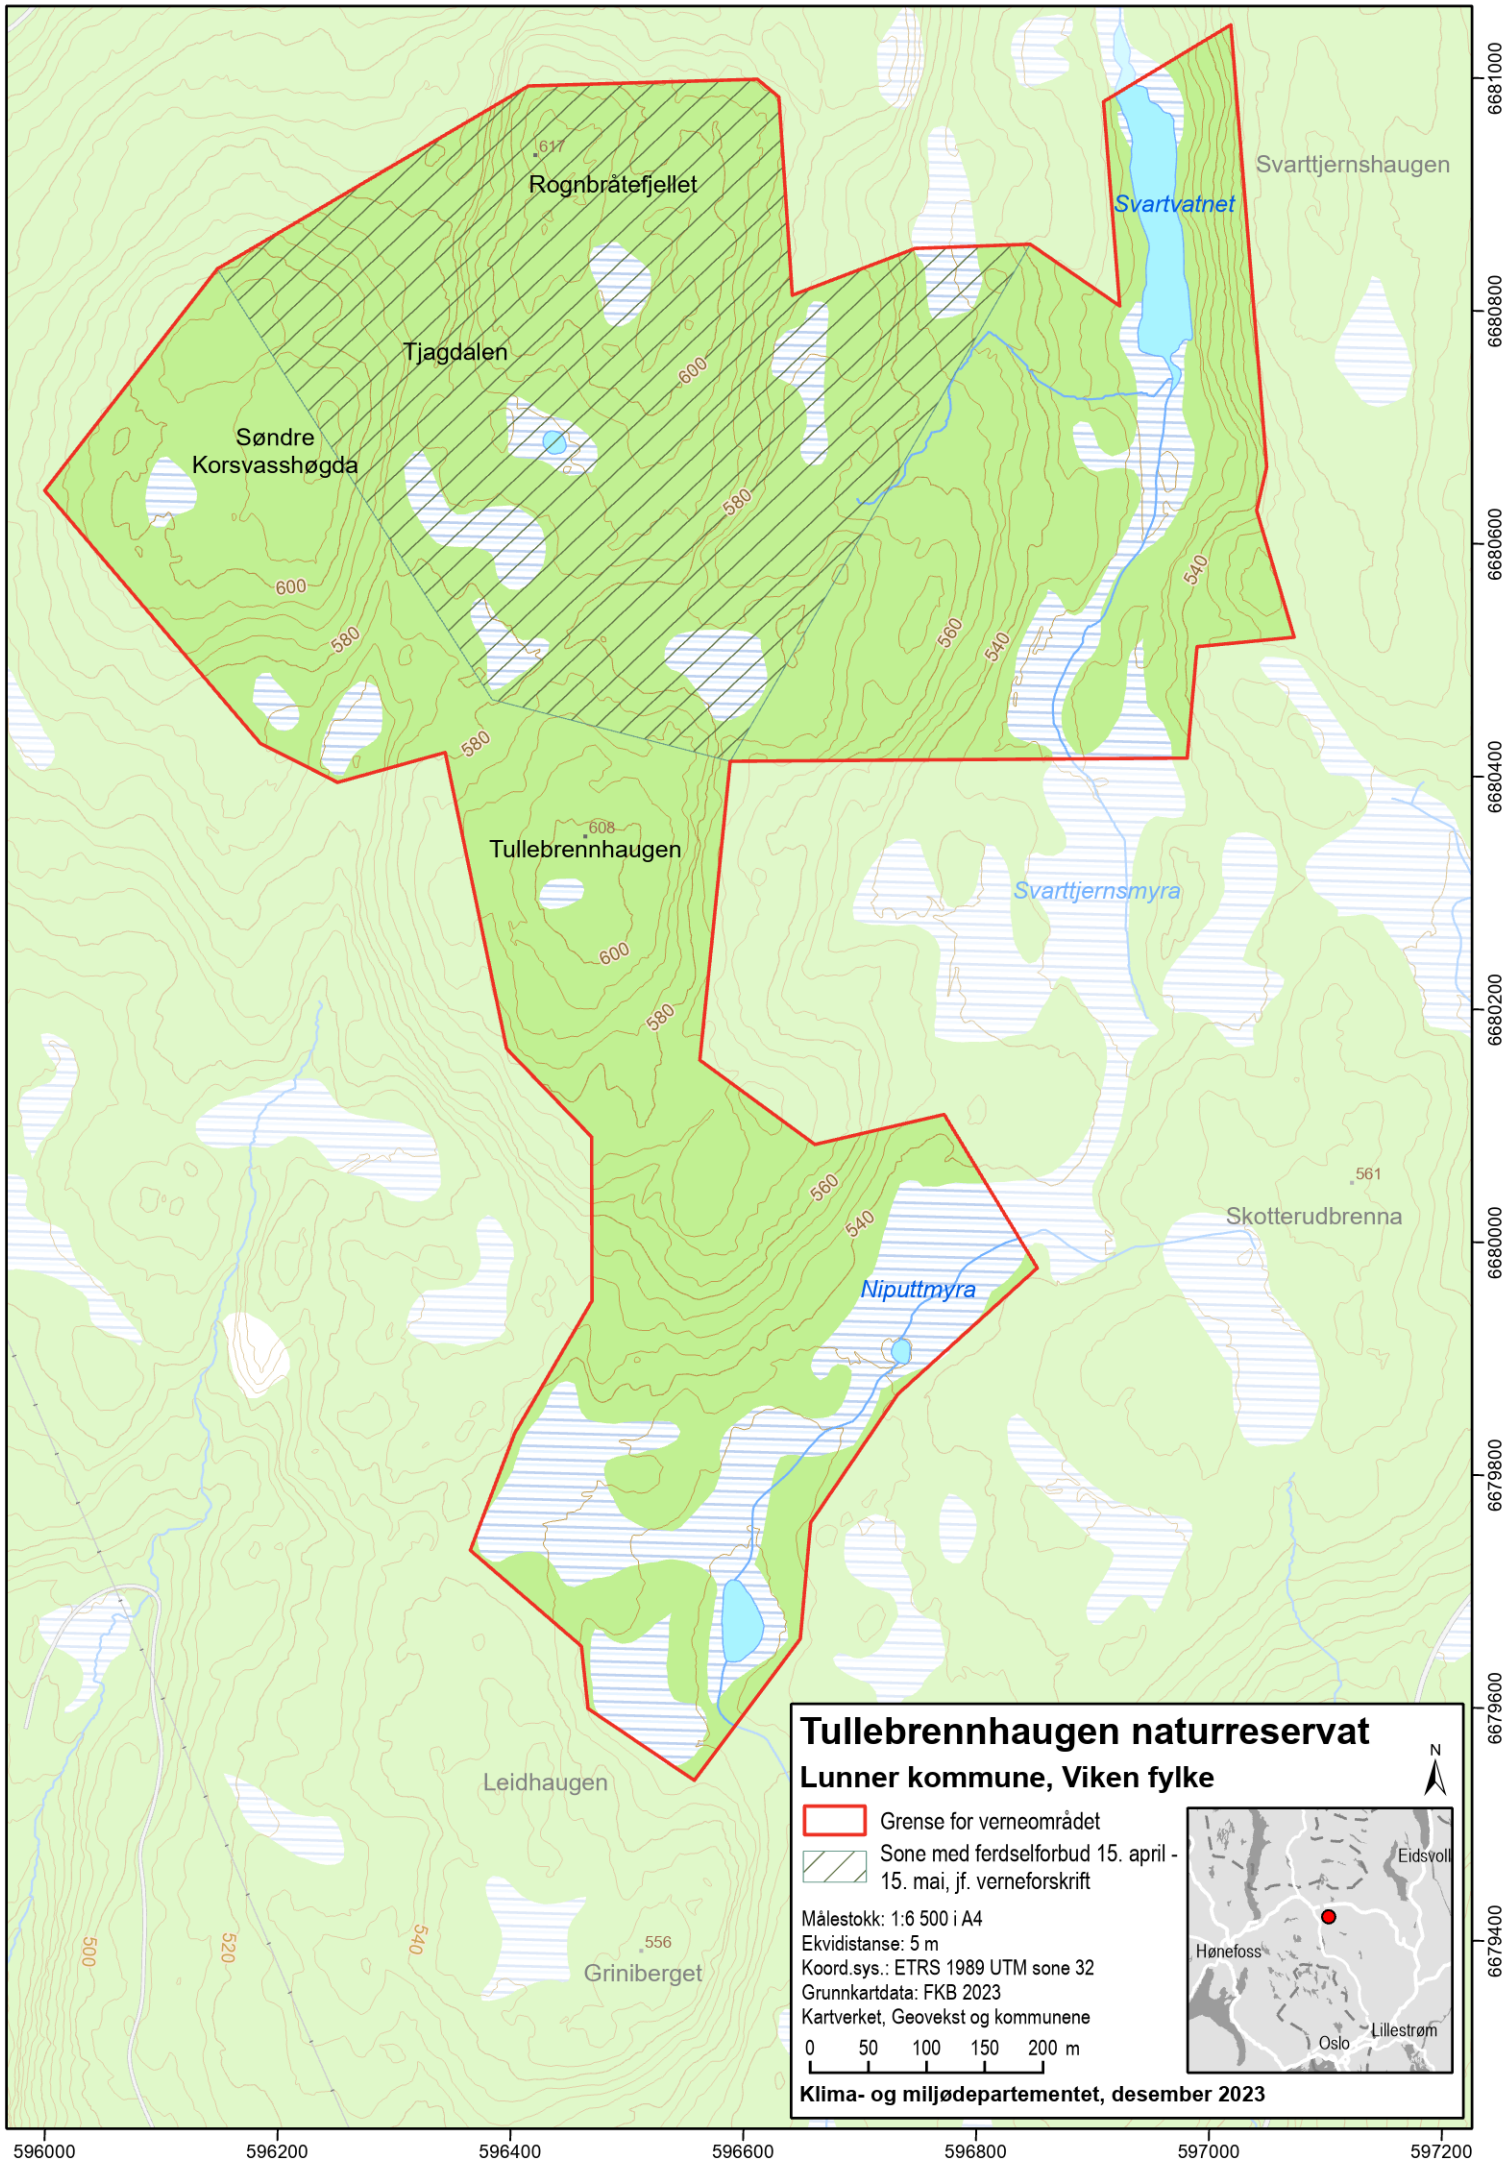 617
Rognbråtefjellet
Svarttjernshaugen
Svartvatnet
Tjagdalen
600
Søndre
Korsvasshøgda
580
600
580
540
560
540
580
608
Tullebrennhaugen
Svarttjernsmyra
600
580
561
560
Skotterudbrenna
540
Niputtmyra
Leidhaugen
556
Griniberget
500
520
540
6681000
6680800
6680600
6680400
6680200
6680000
6679800
6679600
6679400
Tullebrennhaugen naturreservat
Lunner kommune, Viken fylke
N
Grense for verneområdet
Sone med ferdselforbud 15. april -
15. mai, jf. verneforskrift
Målestokk: 1:6 500 i A4
Ekvidistanse: 5 m
Koord.sys.: ETRS 1989 UTM sone 32
Grunnkartdata: FKB 2023
Kartverket, Geovekst og kommunene
0 50 100 150 200 m
Klima- og miljødepartementet, desember 2023
Eidsvoll
Hønefoss
Lillestrøm
Oslo
596000 596200 596400 596600 596800 597000 597200